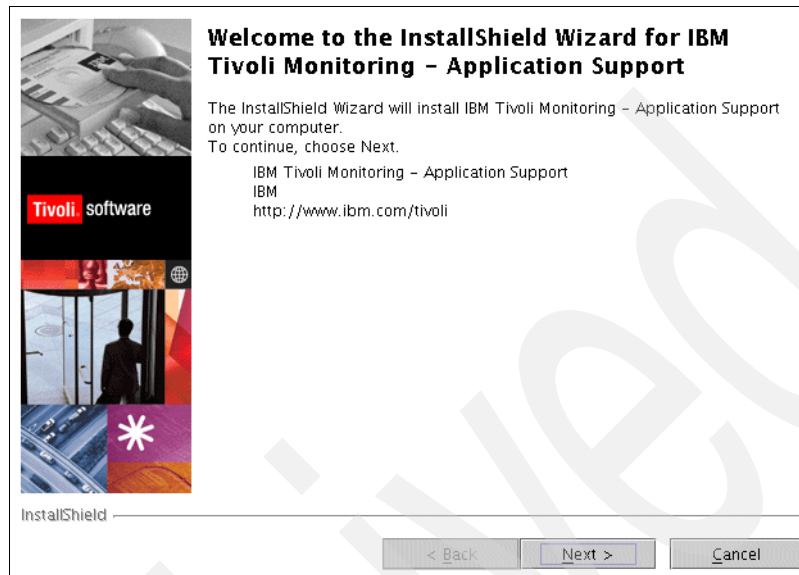 Welcome to the InstallShield Wizard for IBM
Tivoli Monitoring – Application Support
The InstallShield Wizard will install IBM Tivoli Monitoring – Application Support
on your computer.
To continue, choose Next.
IBM Tivoli Monitoring – Application Support
IBM
http://www.ibm.com/tivoli
Tivoli. software
InstallShield
< Back
Next >
Cancel